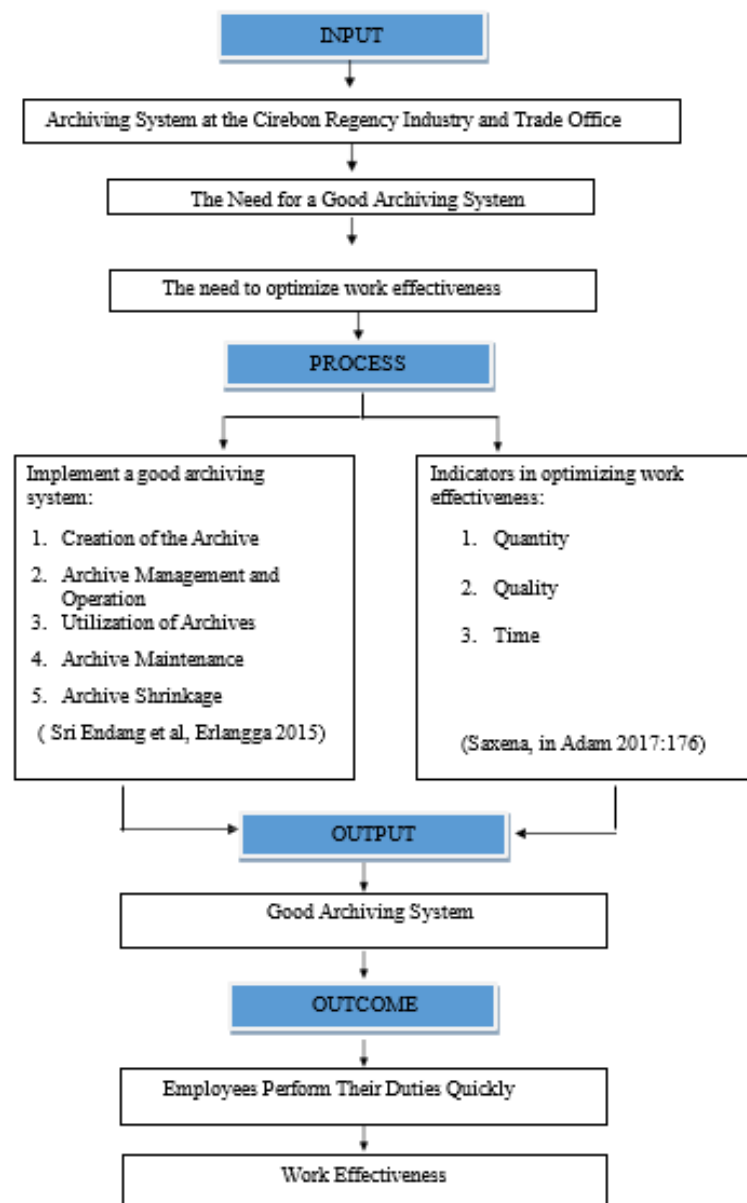 INPUT
Archiving System at the Cirebon Regency Industry and Trade Office
The Need for a Good Archiving System
The need to optimize work effectiveness
PROCESS
Implement a good archiving
system:
1. Creation of the Archive
2. Archive Management and
Operation
3. Utilization of Archives
4. Archive Maintenance
5. Archive Shrinkage
( Sri Endang et al, Erlangga 2015)
Indicators in optimizing work
effectiveness:
1. Quantity
2. Quality
3. Time
(Saxena, in Adam 2017:176)
OUTPUT
Good Archiving System
OUTCOME
Employees Perform Their Duties Quickly
Work Effectiveness